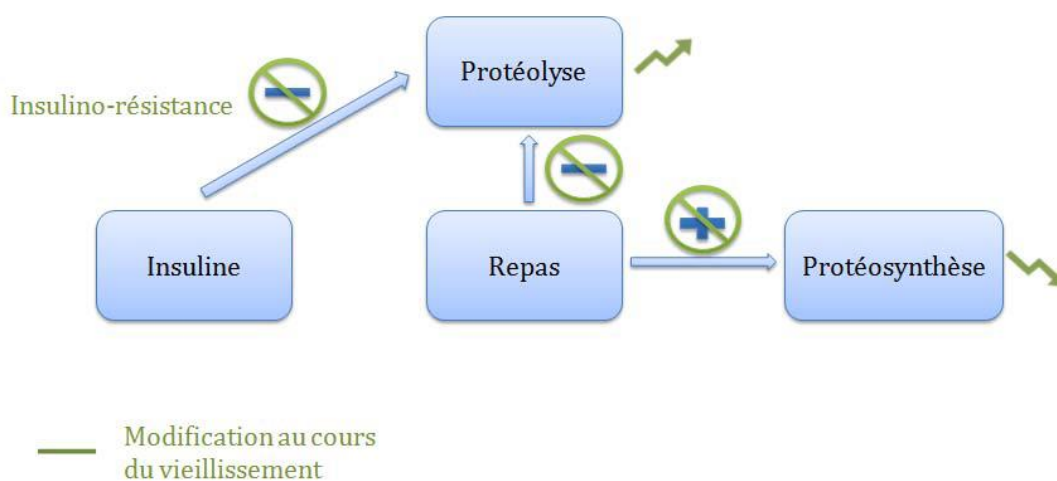 Protéolyse
Insulino-résistance
Insuline
Repas
Protéosynthèse
Modification au cours
du vieillissement